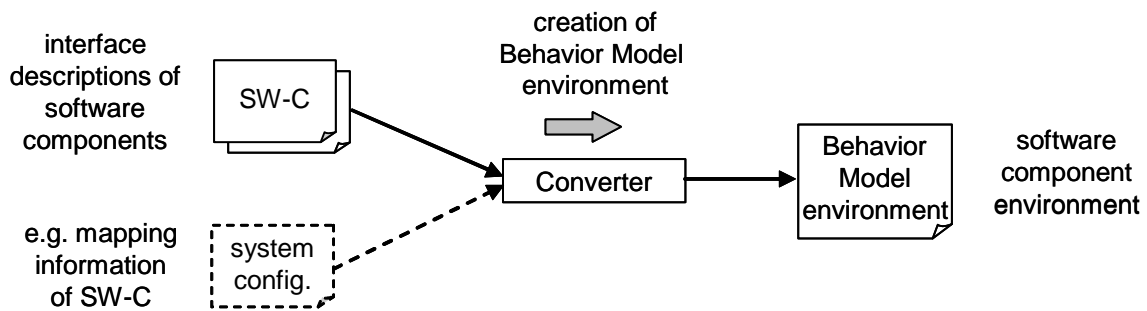 interface
descriptions of
software
components
SW-C
creation of
Behavior Model
environment
Converter
Behavior
Model
environment
software
component
environment
e.g. mapping
information
of SW-C
system
config.